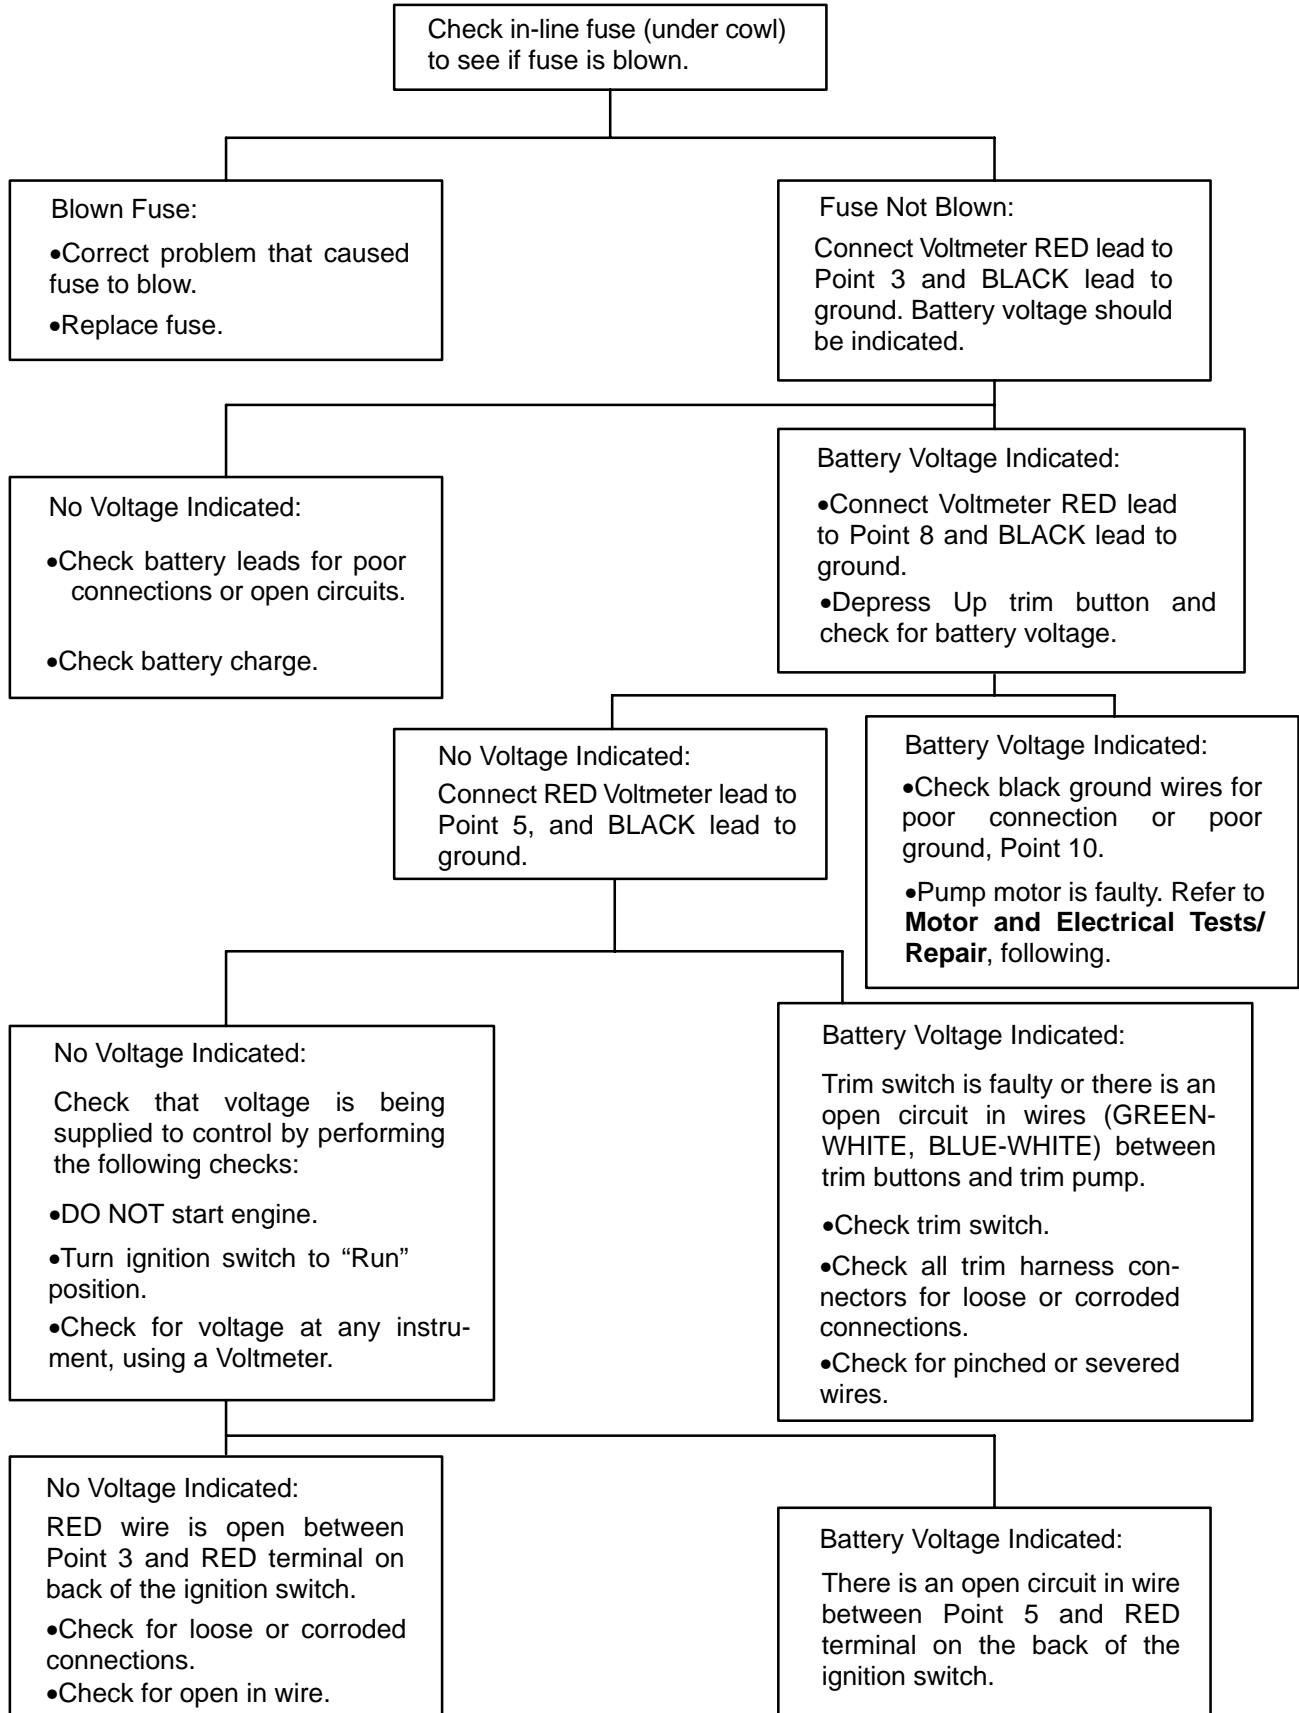 Check in-line fuse (under cowl)
to see if fuse is blown.
Blown Fuse:
•Correct problem that caused
fuse to blow.
•Replace fuse.
Fuse Not Blown:
Connect Voltmeter RED lead to
Point 3 and BLACK lead to
ground. Battery voltage should
be indicated.
No Voltage Indicated:
•Check battery leads for poor
connections or open circuits.
•Check battery charge.
Battery Voltage Indicated:
•Connect Voltmeter RED lead
to Point 8 and BLACK lead to
ground.
•Depress Up trim button and
check for battery voltage.
No Voltage Indicated:
Connect RED Voltmeter lead to
Point 5, and BLACK lead to
ground.
Battery Voltage Indicated:
•Check black ground wires for
poor connection or poor
ground, Point 10.
•Pump motor is faulty. Refer to
Motor and Electrical Tests/
Repair, following.
No Voltage Indicated:
Check that voltage is being
supplied to control by performing
the following checks:
•DO NOT start engine.
•Turn ignition switch to “Run”
position.
•Check for voltage at any instru-
ment, using a Voltmeter.
Battery Voltage Indicated:
Trim switch is faulty or there is an
open circuit in wires (GREEN-
WHITE, BLUE-WHITE) between
trim buttons and trim pump.
•Check trim switch.
•Check all trim harness con-
nectors for loose or corroded
connections.
•Check for pinched or severed
wires.
No Voltage Indicated:
RED wire is open between
Point 3 and RED terminal on
back of the ignition switch.
•Check for loose or corroded
connections.
•Check for open in wire.
Battery Voltage Indicated:
There is an open circuit in wire
between Point 5 and RED
terminal on the back of the
ignition switch.